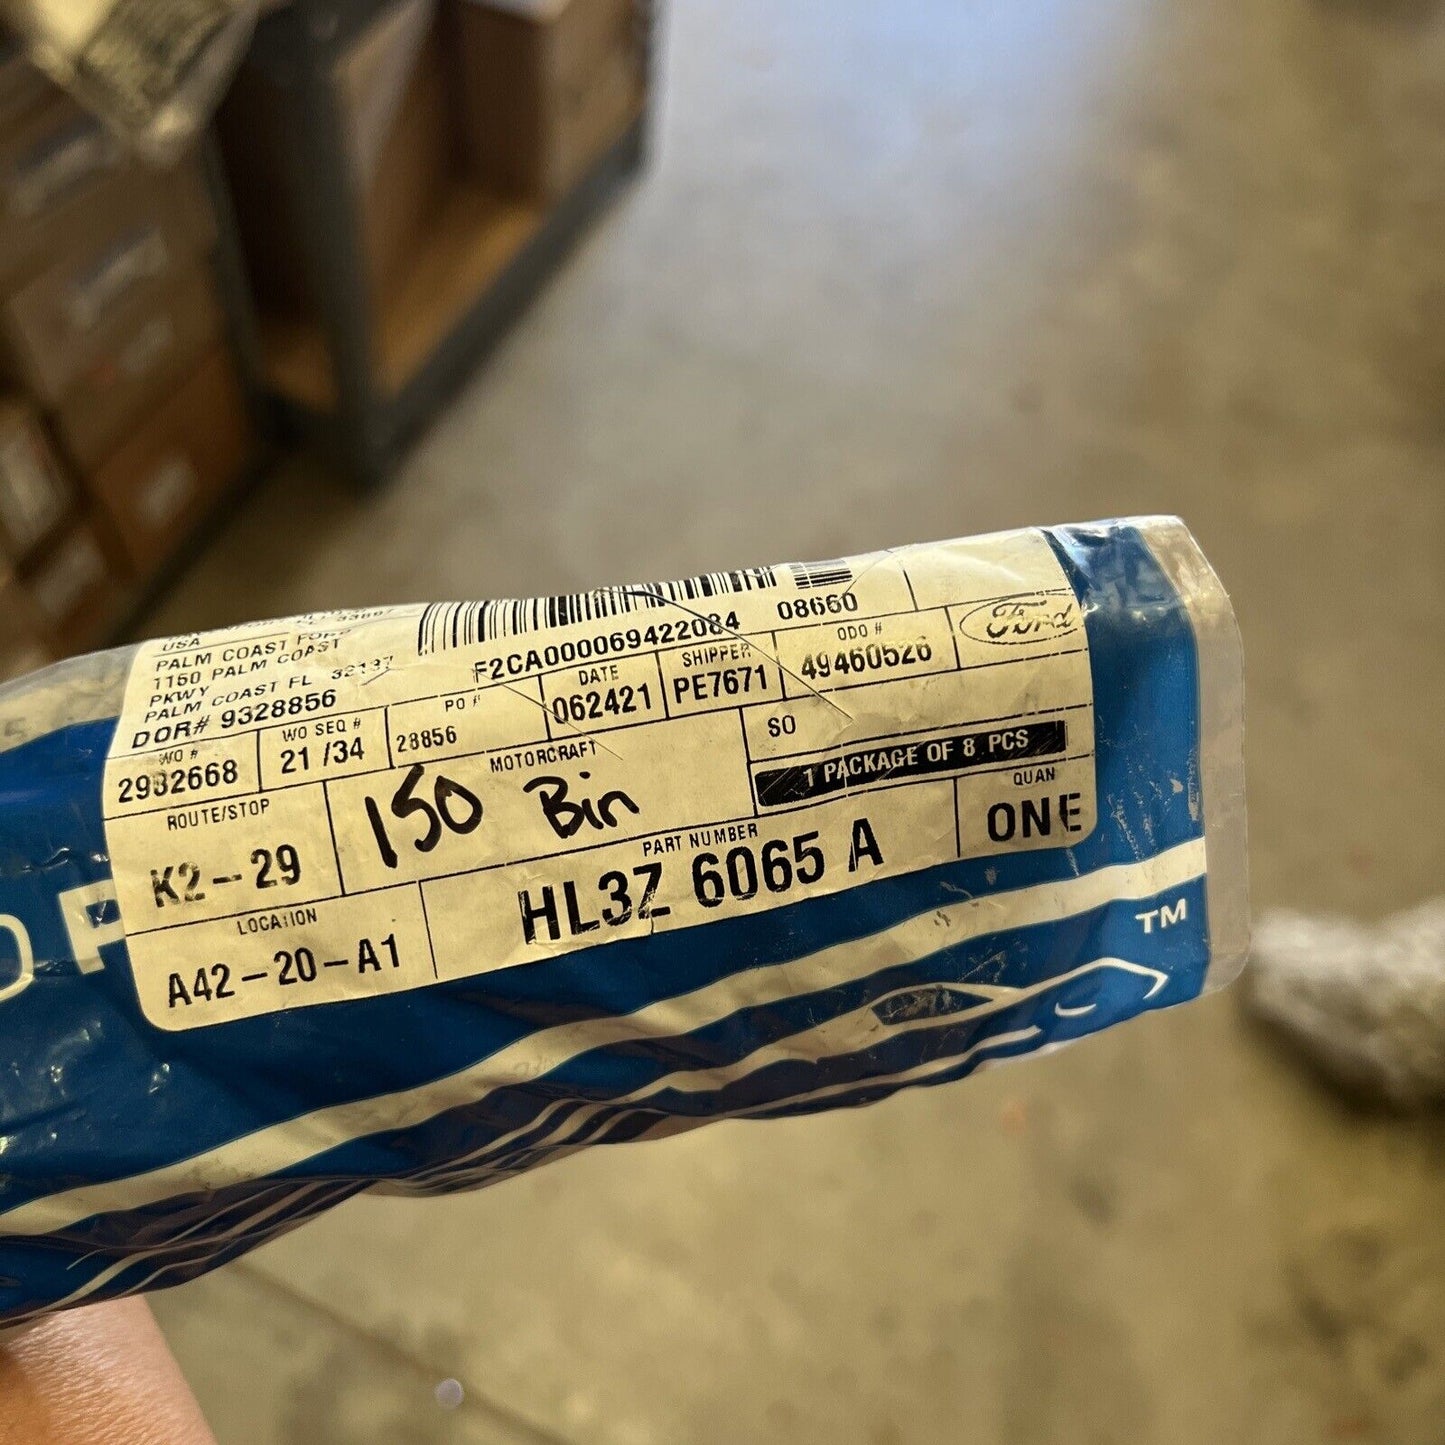 USA
PALM COAST FORD
1150 PALM COAST
PKWY
PALM COAST FL 32137
DOR# 9328856
F2CA000069422084 08660
WO #
2932668
WO SEQ #
21 /34
PO #
28856
DATE
062421
SHIPPER
PE7671
ODO #
49460526
Ford
MOTORCRAFT
SO
1 PACKAGE OF 8 PCS
ROUTE/STOP
K2-29
150 Bin
PART NUMBER
HL3Z 6065 A
QUAN
ONE
LOCATION
A42-20-A1
TM